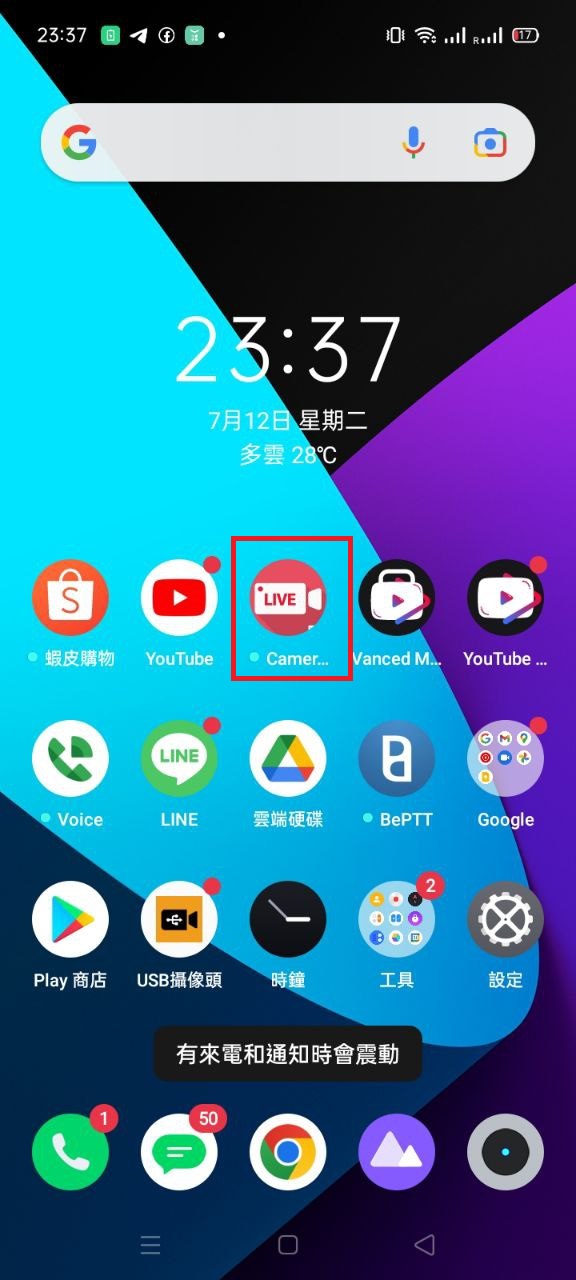 23:37
R
17
23:37
7月12日 星期二
多雲 28℃
S
LIVE
蝦皮購物
YouTube
Camer...
Vanced M...
YouTube ...
LINE
B
Voice
LINE
雲端硬碟
BePTT
Google
2
Play 商店
USB攝像頭
時鐘
工具
設定
有來電和通知時會震動
1
50